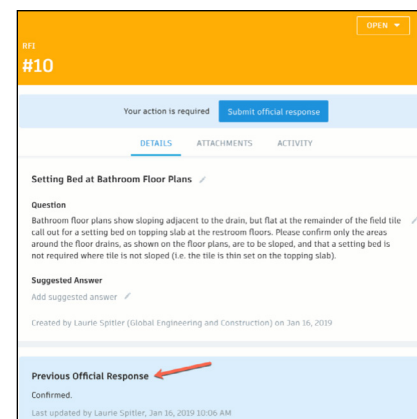 OPEN
RFI
#10
Your action is required Submit official response
DETAILS ATTACHMENTS ACTIVITY
Setting Bed at Bathroom Floor Plans
Question
Bathroom floor plans show sloping adjacent to the drain, but flat at the remainder of the field tile
call out for a setting bed on topping slab at the restroom floors. Please confirm only the areas
around the floor drains, as shown on the floor plans, are to be sloped, and that a setting bed is
not required where tile is not sloped (i.e. the tile is thin set on the topping slab).
Suggested Answer
Add suggested answer
Created by Laurie Spitler (Global Engineering and Construction) on Jan 16, 2019
Previous Official Response
Confirmed.
Last updated by Laurie Spitler, Jan 16, 2019 10:06 AM